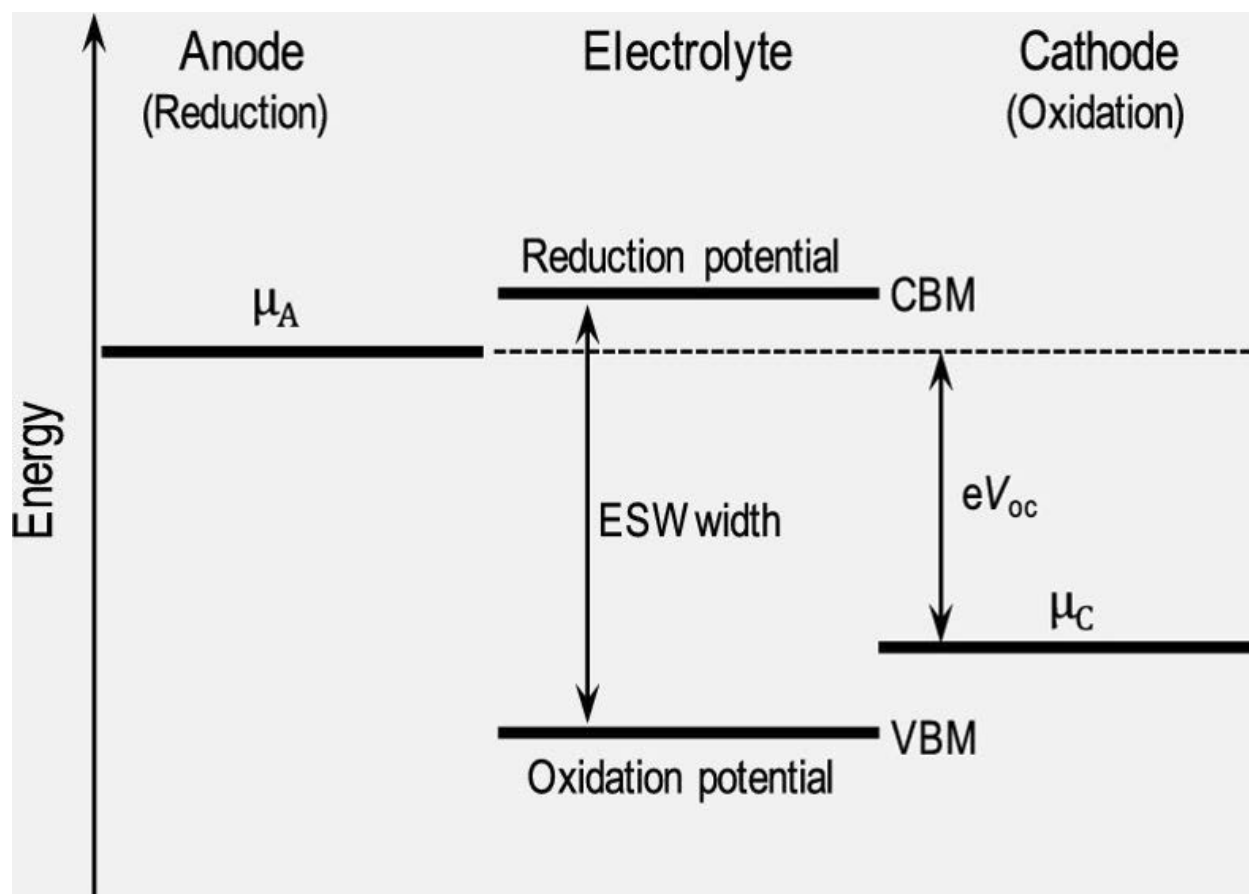 Anode
(Reduction)
Electrolyte
Cathode
(Oxidation)
Reduction potential
CBM
μA
Energy
ESW width
eVoc
μC
VBM
Oxidation potential